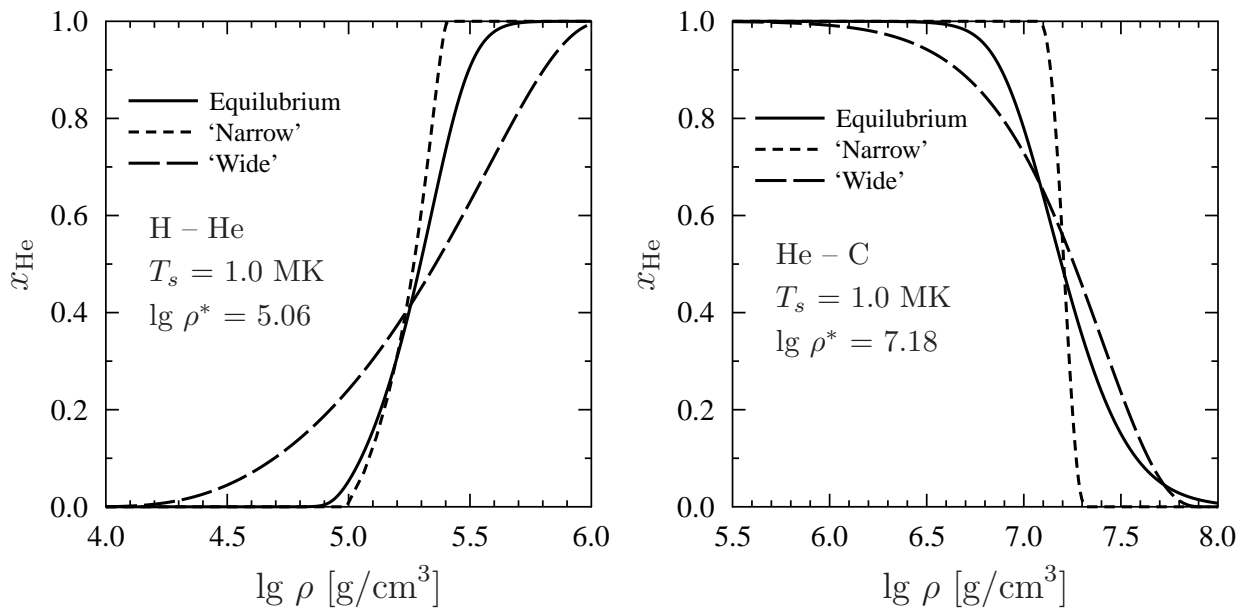 1.0
0.8
0.6
0.4
0.2
0.0
x_He
Equilubrium
‘Narrow’
‘Wide’
H – He
T_s = 1.0 MK
lg ρ* = 5.06
4.0 4.5 5.0 5.5 6.0
lg ρ [g/cm³]
1.0
0.8
0.6
0.4
0.2
0.0
x_He
Equilubrium
‘Narrow’
‘Wide’
He – C
T_s = 1.0 MK
lg ρ* = 7.18
5.5 6.0 6.5 7.0 7.5 8.0
lg ρ [g/cm³]